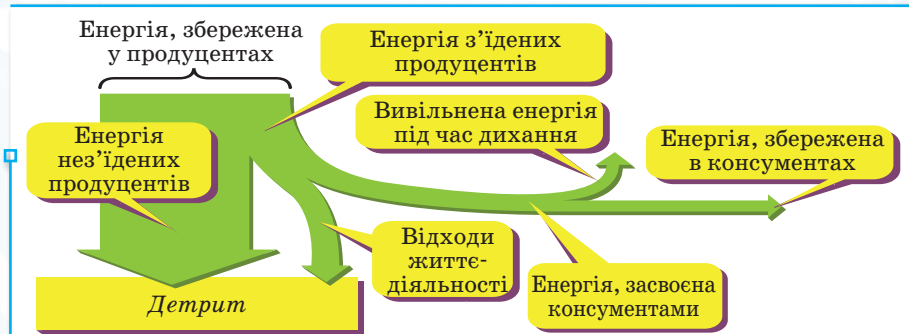 Енергія, збережена
у продуцентах
Енергія з’їдених
продуцентів
Вивільнена енергія
під час дихання
Енергія, збережена
в консументах
Енергія
нез’їдених
продуцентів
Відходи
життє-
діяльності
Енергія, засвоєна
консументами
Детрит